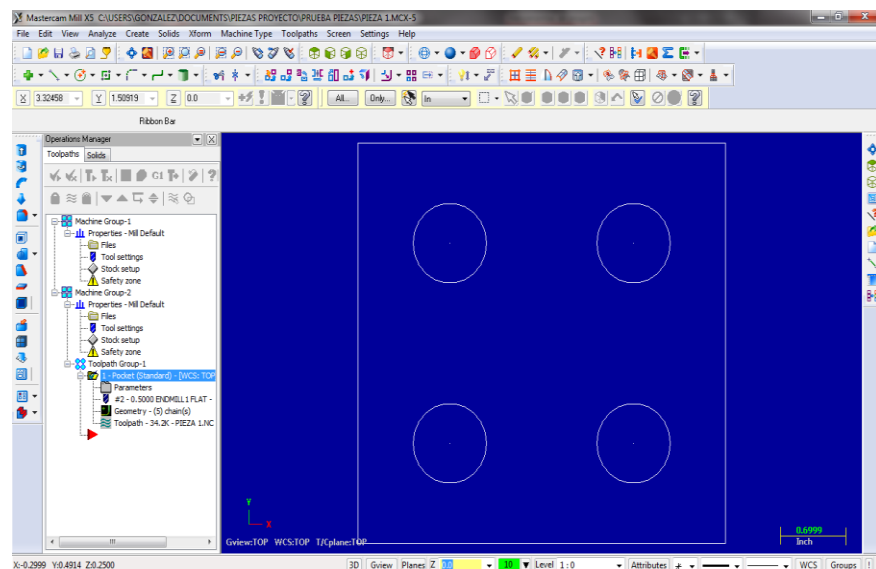 Mastercam Mill X5 C:\USERS\GONZALEZ\DOCUMENTS\PIEZAS PROYECTO\PRUEBA PIEZAS\PIEZA 1.MCX-5
File Edit View Analyze Create Solids Xform Machine Type Toolpaths Screen Settings Help
X 3.32458 Y 1.50919 Z 0.0 All... Only... In
Ribbon Bar
Operations Manager
Toolpaths Solids
G1
Machine Group-1
Properties - Mill Default
Files
Tool settings
Stock setup
Safety zone
Machine Group-2
Properties - Mill Default
Files
Tool settings
Stock setup
Safety zone
Toolpath Group-1
1 - Pocket (Standard) - [WCS: TOP
Parameters
#2 - 0.5000 ENDMILL1 FLAT -
Geometry - (5) chain(s)
Toolpath - 34.2K - PIEZA 1.NC
Y
X
Gview:TOP WCS:TOP T/Cplane:TOP
0.6999
Inch
X:-0.2999 Y:0.4914 Z:0.2500 3D Gview Planes Z 0.0 10 Level 1:0 Attributes WCS Groups